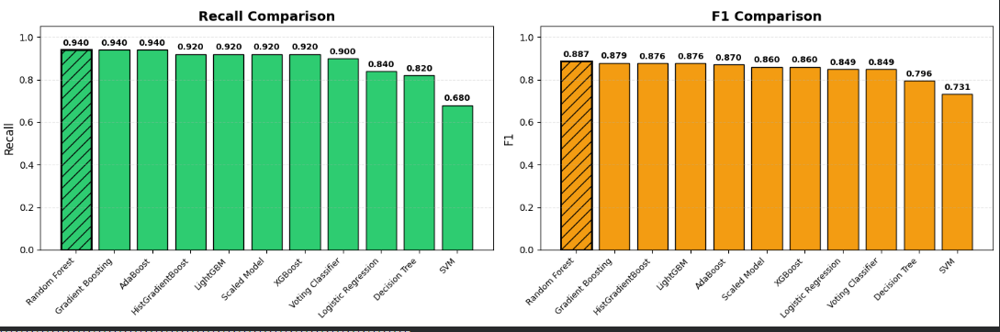 Recall Comparison
1.0
0.8
0.6
0.4
0.2
0.0
Recall
0.940
0.940
0.940
0.920
0.920
0.920
0.920
0.900
0.840
0.820
0.680
Random Forest
Gradient Boosting
AdaBoost
HistGradientBoost
LightGBM
Scaled Model
XGBoost
Voting Classifier
Logistic Regression
Decision Tree
SVM
F1 Comparison
1.0
0.8
0.6
0.4
0.2
0.0
F1
0.887
0.879
0.876
0.876
0.870
0.860
0.860
0.849
0.849
0.796
0.731
Random Forest
Gradient Boosting
HistGradientBoost
LightGBM
AdaBoost
Scaled Model
XGBoost
Logistic Regression
Voting Classifier
Decision Tree
SVM